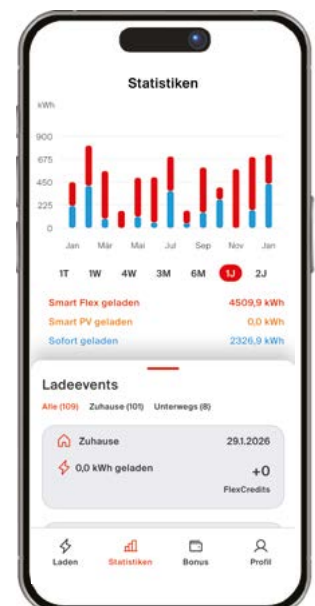 Statistiken
kWh
900
675
450
225
0
Jan Mär Mai Jul Sep Nov Jan
1T 1W 4W 3M 6M 1J 2J
Smart Flex geladen 4509,9 kWh
Smart PV geladen 0,0 kWh
Sofort geladen 2326,9 kWh
Ladeevents
Alle (109) Zuhause (101) Unterwegs (8)
Zuhause 29.1.2026
0,0 kWh geladen +0
FlexCredits
Laden Statistiken Bonus Profil